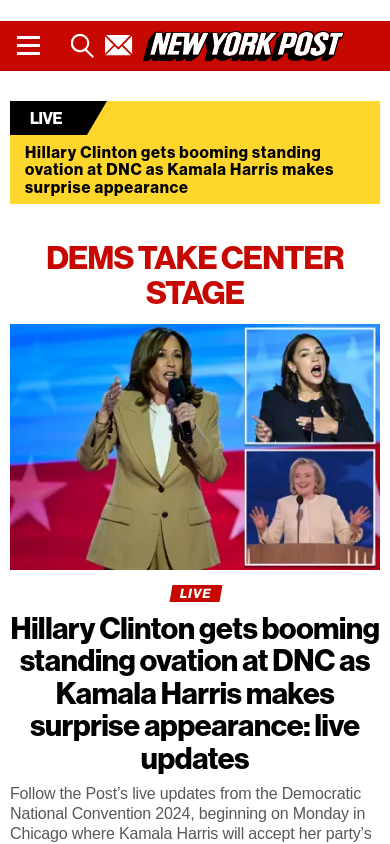 NEW YORK POST
LIVE
Hillary Clinton gets booming standing
ovation at DNC as Kamala Harris makes
surprise appearance
DEMS TAKE CENTER
STAGE
LIVE
Hillary Clinton gets booming
standing ovation at DNC as
Kamala Harris makes
surprise appearance: live
updates
Follow the Post’s live updates from the Democratic
National Convention 2024, beginning on Monday in
Chicago where Kamala Harris will accept her party’s